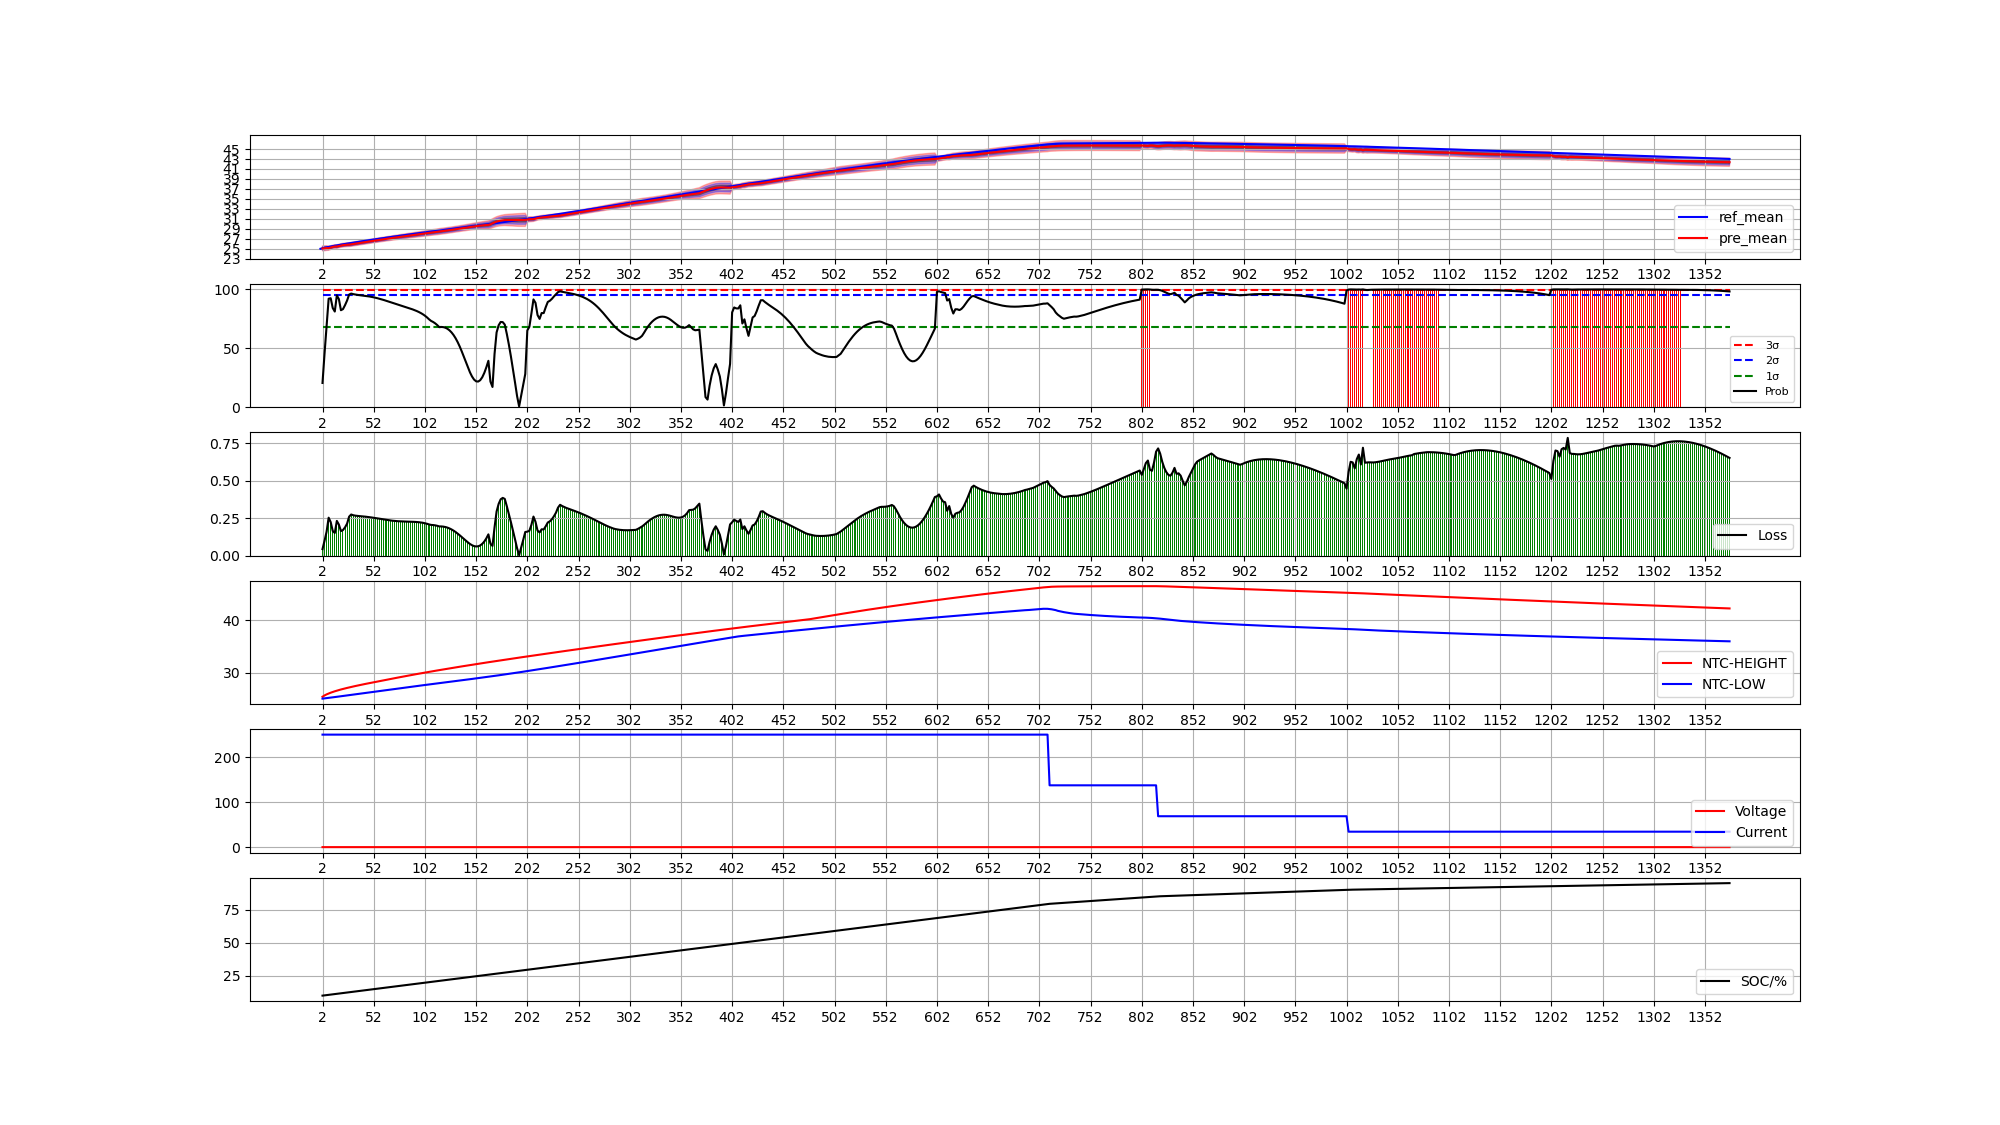 45
43
41
39
37
35
33
31
29
27
25
23
ref_mean
pre_mean
2 52 102 152 202 252 302 352 402 452 502 552 602 652 702 752 802 852 902 952 1002 1052 1102 1152 1202 1252 1302 1352
100
50
0
3σ
2σ
1σ
Prob
2 52 102 152 202 252 302 352 402 452 502 552 602 652 702 752 802 852 902 952 1002 1052 1102 1152 1202 1252 1302 1352
0.75
0.50
0.25
0.00
Loss
2 52 102 152 202 252 302 352 402 452 502 552 602 652 702 752 802 852 902 952 1002 1052 1102 1152 1202 1252 1302 1352
40
30
NTC-HEIGHT
NTC-LOW
2 52 102 152 202 252 302 352 402 452 502 552 602 652 702 752 802 852 902 952 1002 1052 1102 1152 1202 1252 1302 1352
200
100
0
Voltage
Current
2 52 102 152 202 252 302 352 402 452 502 552 602 652 702 752 802 852 902 952 1002 1052 1102 1152 1202 1252 1302 1352
75
50
25
SOC/%
2 52 102 152 202 252 302 352 402 452 502 552 602 652 702 752 802 852 902 952 1002 1052 1102 1152 1202 1252 1302 1352